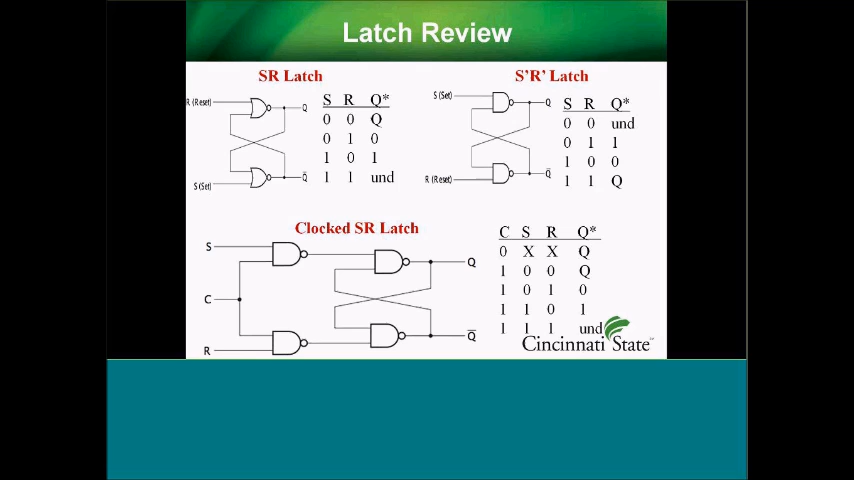 Latch Review
SR Latch
R (Reset)
Q
Q̅
S (Set)
S R Q*
0 0 Q
0 1 0
1 0 1
1 1 und
S'R' Latch
S (Set)
Q
Q̅
R (Reset)
S R Q*
0 0 und
0 1 1
1 0 0
1 1 Q
Clocked SR Latch
S
C
R
Q
Q̅
C S R Q*
0 X X Q
1 0 0 Q
1 0 1 0
1 1 0 1
1 1 1 und
Cincinnati State